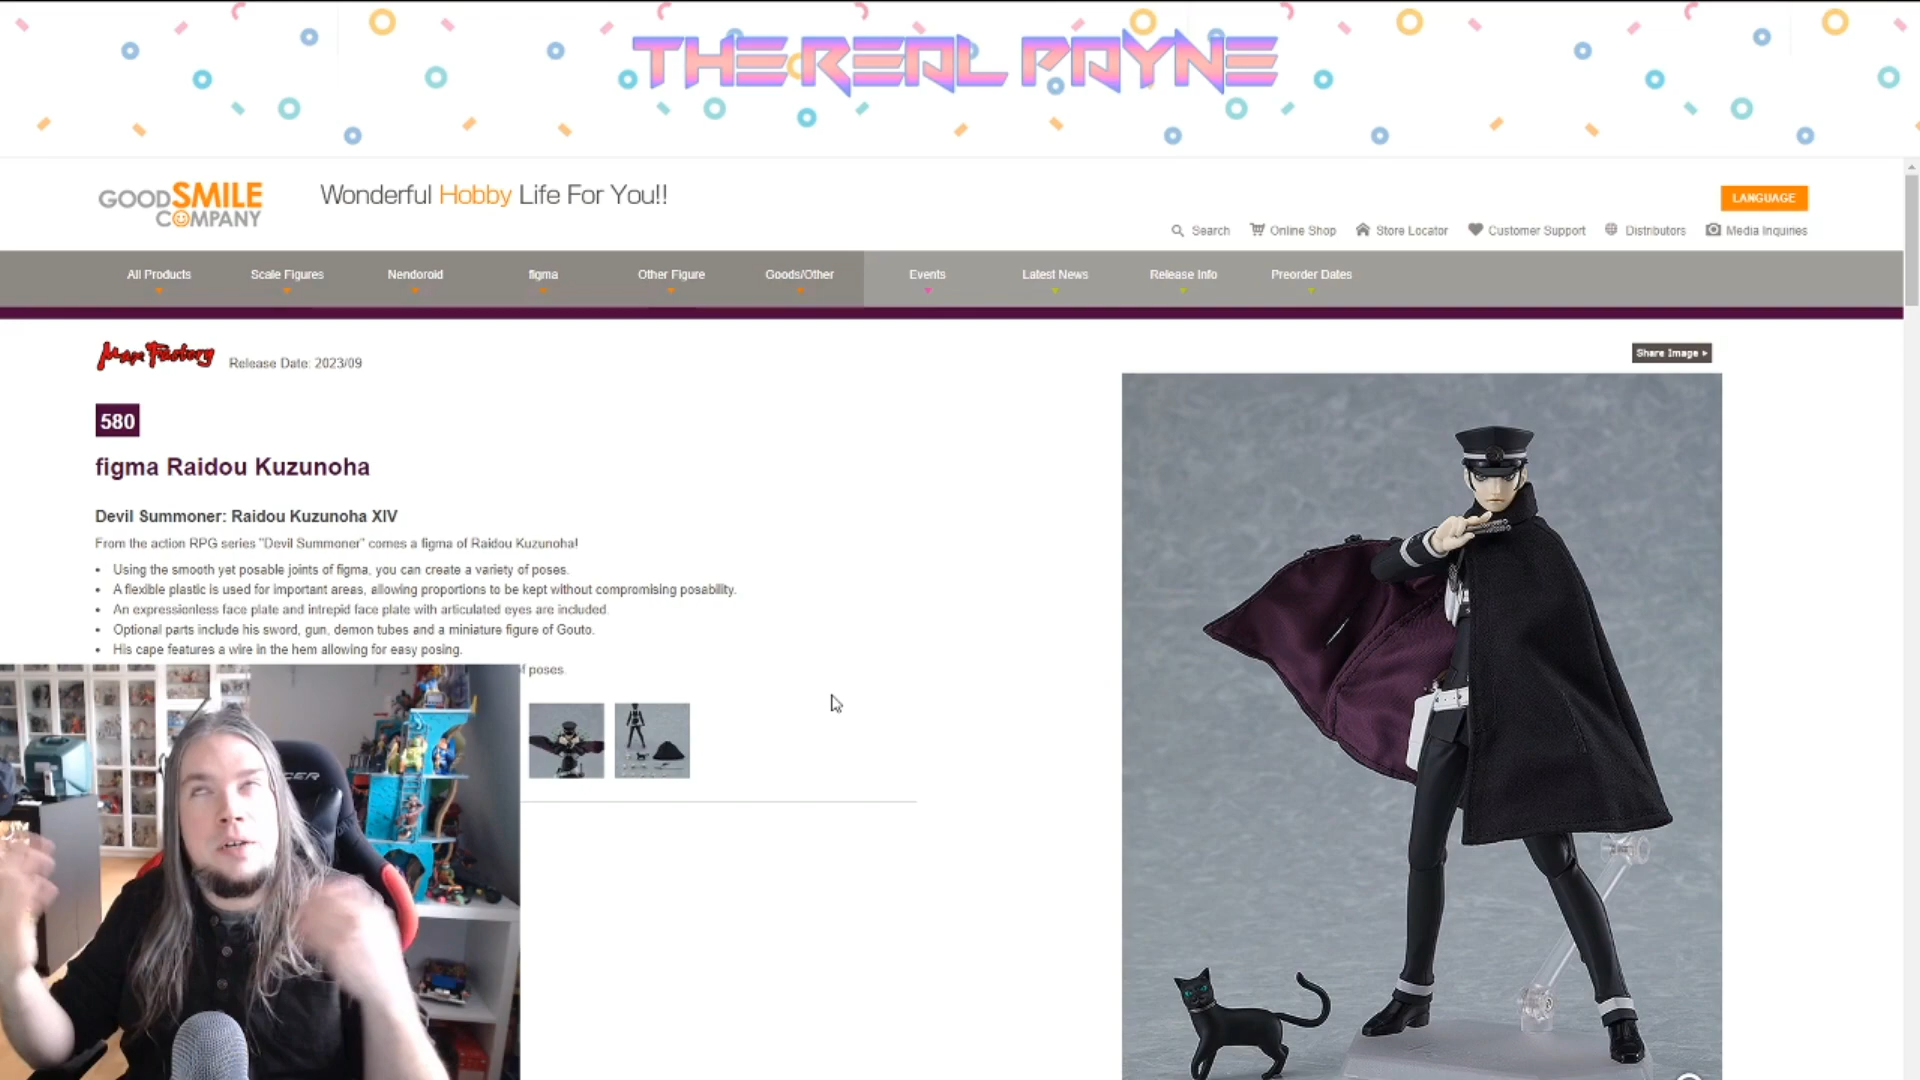 THE REAL PAYNE
GOOD SMILE
COMPANY
Wonderful Hobby Life For You!!
LANGUAGE
Search
Online Shop
Store Locator
Customer Support
Distributors
Media Inquiries
All Products
Scale Figures
Nendoroid
figma
Other Figure
Goods/Other
Events
Latest News
Release Info
Preorder Dates
Max Factory
Release Date: 2023/09
Share Image
580
figma Raidou Kuzunoha
Devil Summoner: Raidou Kuzunoha XIV
From the action RPG series "Devil Summoner" comes a figma of Raidou Kuzunoha!
• Using the smooth yet posable joints of figma, you can create a variety of poses.
• A flexible plastic is used for important areas, allowing proportions to be kept without compromising posability.
• An expressionless face plate and intrepid face plate with articulated eyes are included.
• Optional parts include his sword, gun, demon tubes and a miniature figure of Gouto.
• His cape features a wire in the hem allowing for easy posing.
of poses.